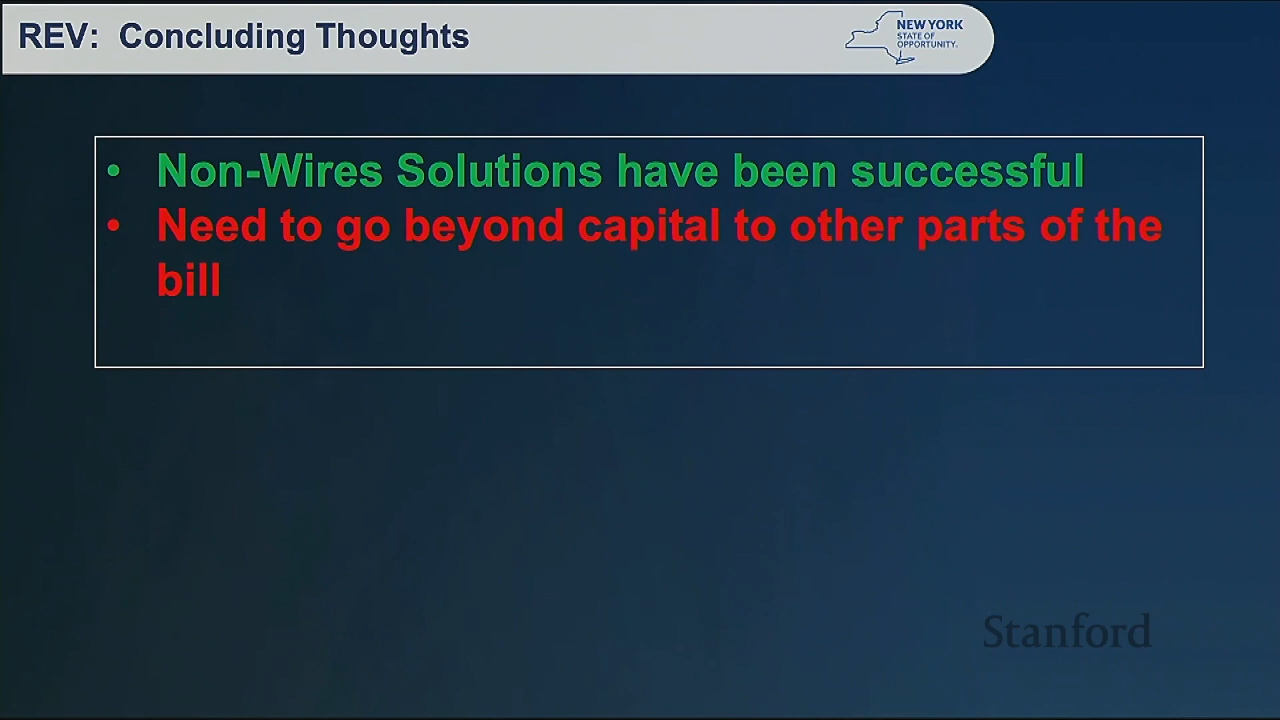 REV: Concluding Thoughts
NEW YORK
STATE OF
OPPORTUNITY.
• Non-Wires Solutions have been successful
• Need to go beyond capital to other parts of the
bill
Stanford